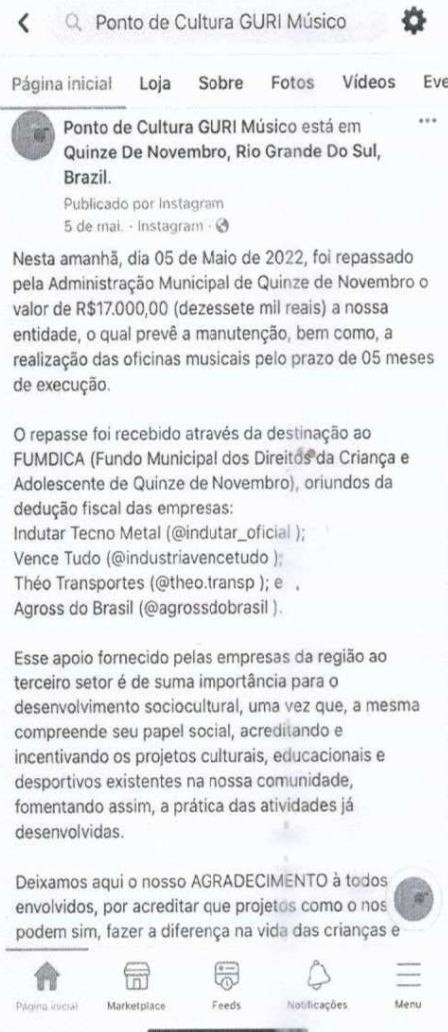 Ponto de Cultura GURI Músico
Página inicial Loja Sobre Fotos Vídeos Eve
Ponto de Cultura GURI Músico está em
Quinze De Novembro, Rio Grande Do Sul,
Brazil.
Publicado por Instagram
5 de mai. · Instagram ·
Nesta amanhã, dia 05 de Maio de 2022, foi repassado
pela Administração Municipal de Quinze de Novembro o
valor de R$17.000,00 (dezessete mil reais) a nossa
entidade, o qual prevê a manutenção, bem como, a
realização das oficinas musicais pelo prazo de 05 meses
de execução.
O repasse foi recebido através da destinação ao
FUMDICA (Fundo Municipal dos Direitos da Criança e
Adolescente de Quinze de Novembro), oriundos da
dedução fiscal das empresas:
Indutar Tecno Metal (@indutar_oficial );
Vence Tudo (@industriavencetudo );
Théo Transportes (@theo.transp ); e ,
Agross do Brasil (@agrossdobrasil ).
Esse apoio fornecido pelas empresas da região ao
terceiro setor é de suma importância para o
desenvolvimento sociocultural, uma vez que, a mesma
compreende seu papel social, acreditando e
incentivando os projetos culturais, educacionais e
desportivos existentes na nossa comunidade,
fomentando assim, a prática das atividades já
desenvolvidas.
Deixamos aqui o nosso AGRADECIMENTO à todos
envolvidos, por acreditar que projetos como o nos
podem sim, fazer a diferença na vida das crianças e
Página inicial Marketplace Feeds Notificações Menu